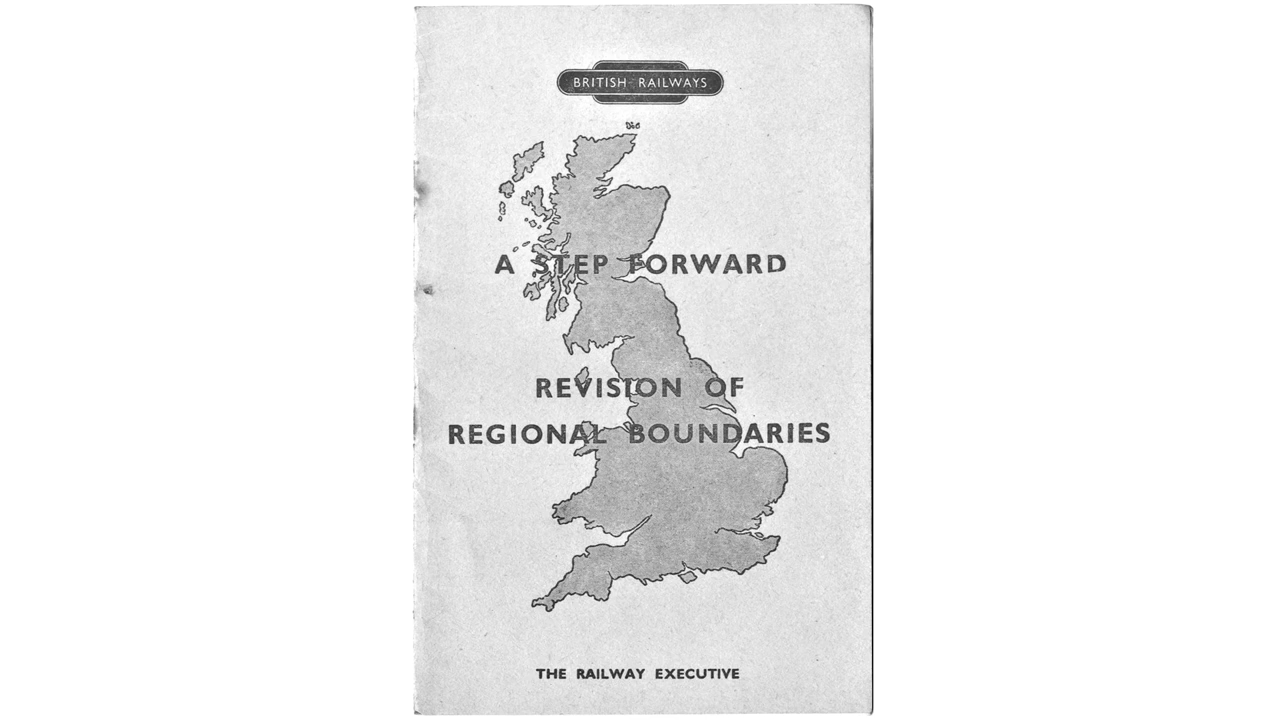 BRITISH RAILWAYS
A STEP FORWARD
REVISION OF
REGIONAL BOUNDARIES
THE RAILWAY EXECUTIVE